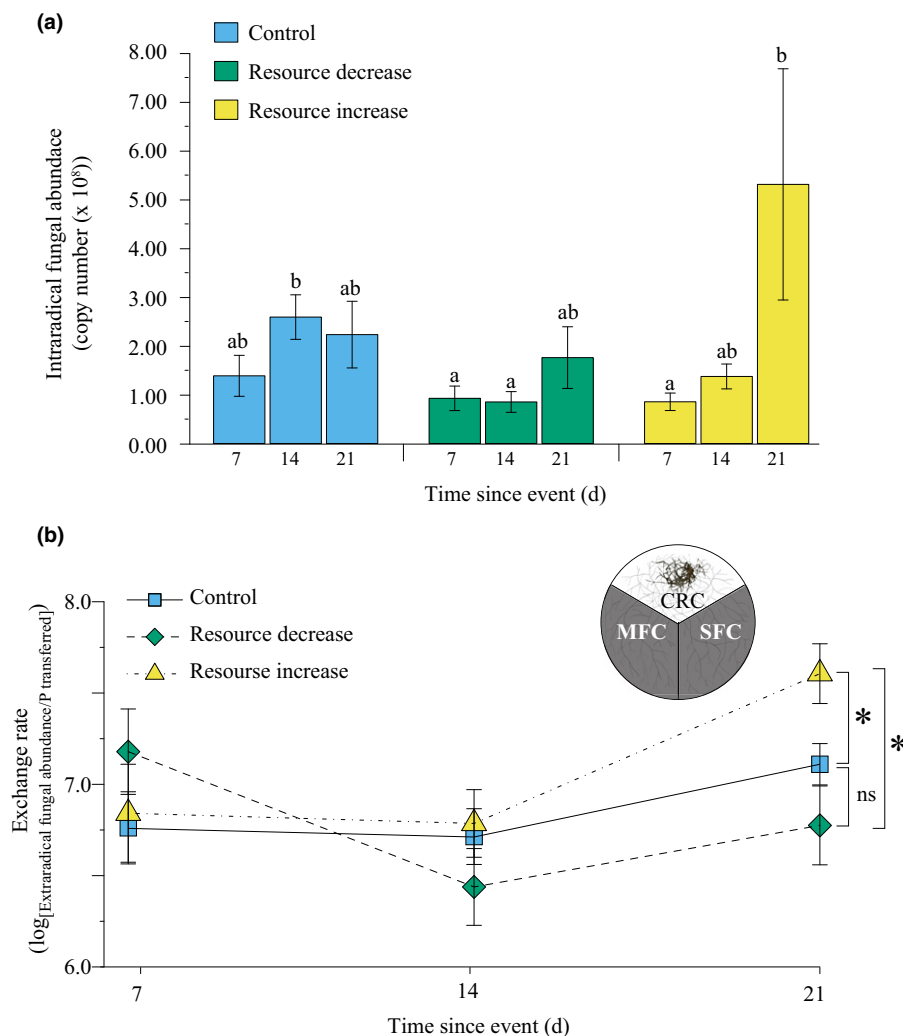 (a)
Control
Resource decrease
Resource increase
8.00
7.00
6.00
5.00
4.00
3.00
2.00
1.00
0.00
Intraradical fungal abundace
(copy number (x 10⁸))
ab
b
ab
a
a
ab
a
ab
b
7 14 21 7 14 21 7 14 21
Time since event (d)
(b)
Control
Resource decrease
Resourse increase
CRC
MFC SFC
8.0
7.0
6.0
Exchange rate
(log[Extraradical fungal abundance/P transferred]
*
*
ns
7 14 21
Time since event (d)